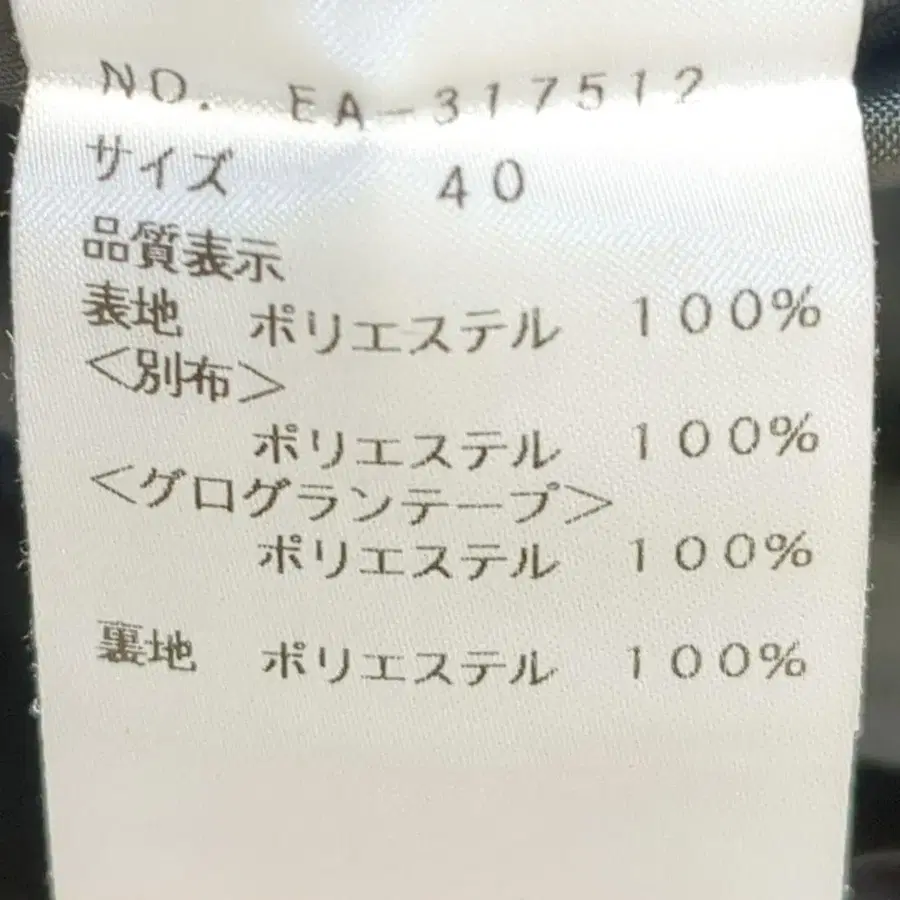 NO. EA-317512
サイズ 40
品質表示
表地 ポリエステル 100%
<別布>
ポリエステル 100%
<グログランテープ>
ポリエステル 100%
裏地 ポリエステル 100%